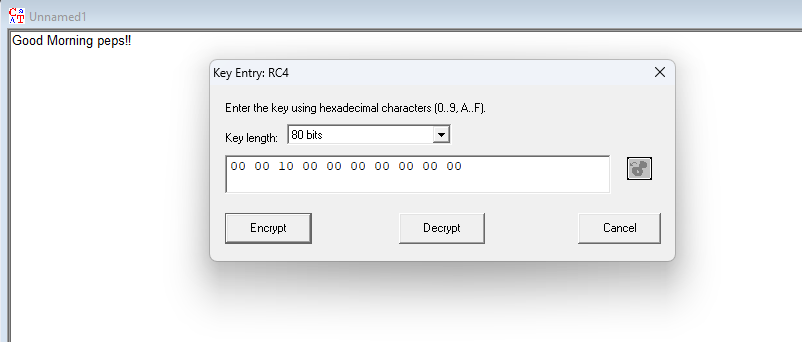 Unnamed1
Good Morning peps!!
Key Entry: RC4
Enter the key using hexadecimal characters (0..9, A..F).
Key length: 80 bits
00 00 10 00 00 00 00 00 00 00
Encrypt Decrypt Cancel